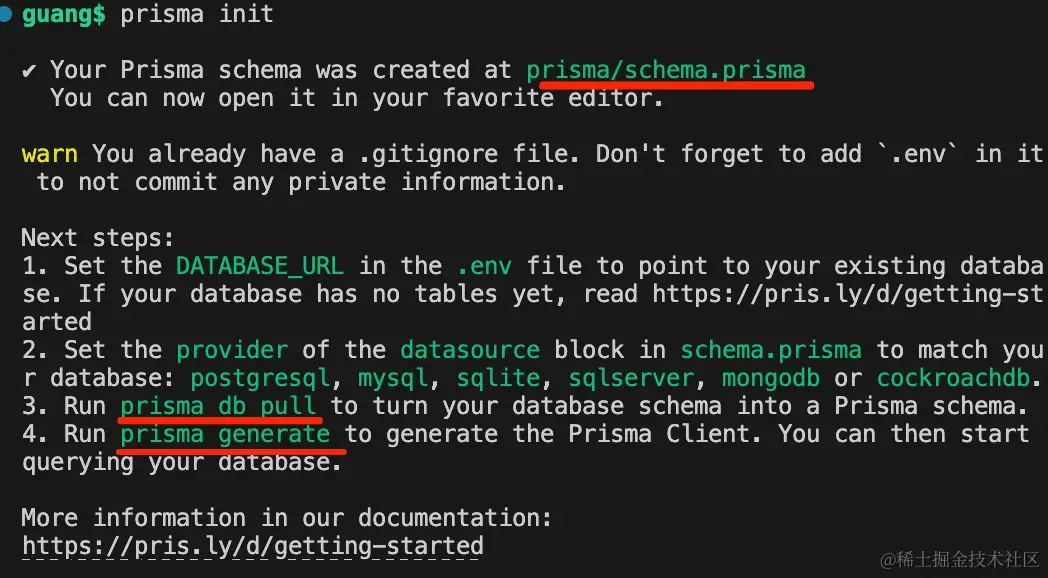 guang$ prisma init
✔ Your Prisma schema was created at prisma/schema.prisma
You can now open it in your favorite editor.
warn You already have a .gitignore file. Don't forget to add `.env` in it
to not commit any private information.
Next steps:
1. Set the DATABASE_URL in the .env file to point to your existing databa
se. If your database has no tables yet, read https://pris.ly/d/getting-st
arted
2. Set the provider of the datasource block in schema.prisma to match you
r database: postgresql, mysql, sqlite, sqlserver, mongodb or cockroachdb.
3. Run prisma db pull to turn your database schema into a Prisma schema.
4. Run prisma generate to generate the Prisma Client. You can then start
querying your database.
More information in our documentation:
https://pris.ly/d/getting-started
@稀土掘金技术社区